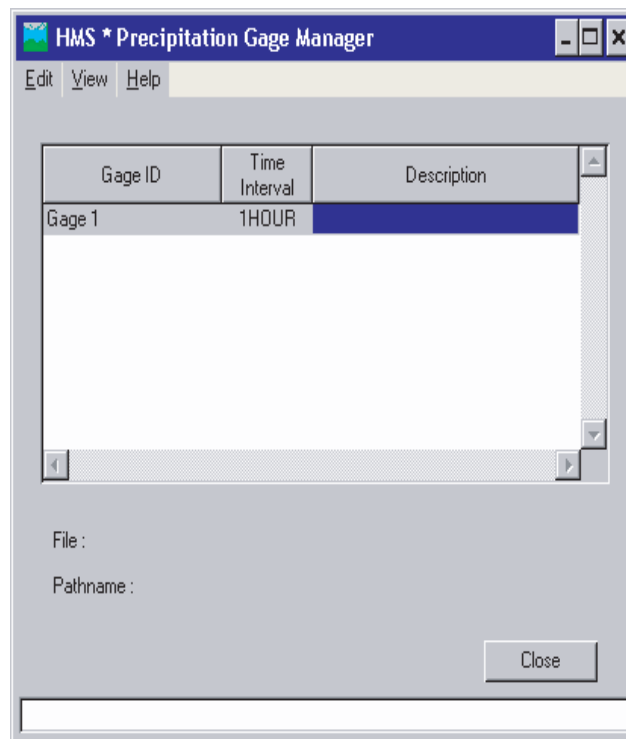 HMS * Precipitation Gage Manager
Edit View Help
Gage ID Time Interval Description
Gage 1 1HOUR
File :
Pathname :
Close